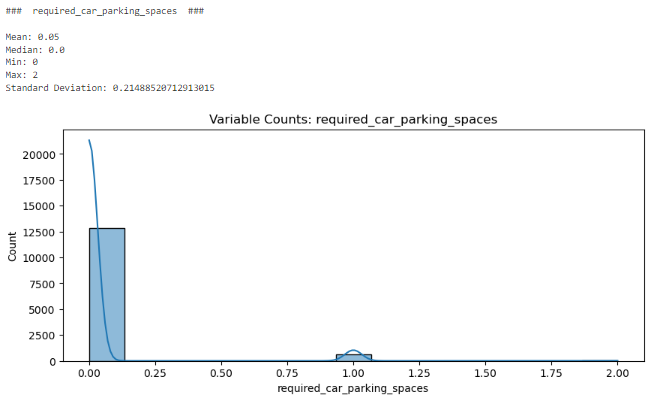 ### required_car_parking_spaces ###
Mean: 0.05
Median: 0.0
Min: 0
Max: 2
Standard Deviation: 0.21488520712913015
Variable Counts: required_car_parking_spaces
20000
17500
15000
12500
10000
7500
5000
2500
0
Count
0.00 0.25 0.50 0.75 1.00 1.25 1.50 1.75 2.00
required_car_parking_spaces